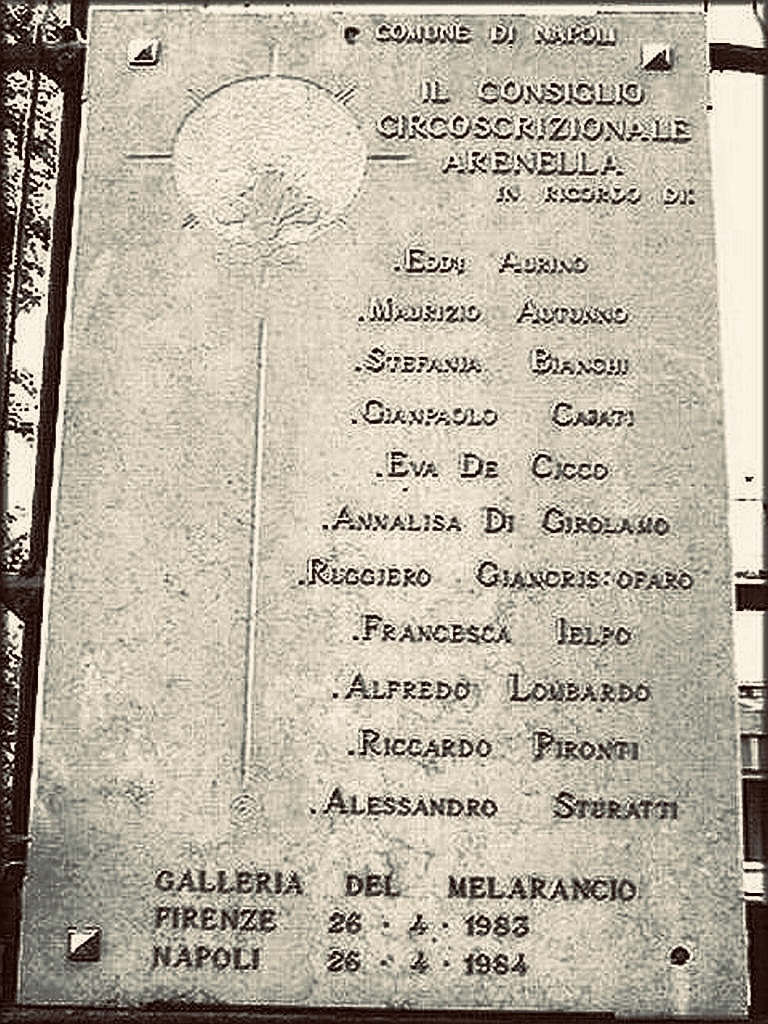 COMUNE DI NAPOLI
IL CONSIGLIO
CIRCOSCRIZIONALE
ARENELLA
IN RICORDO DI:
.EDDY AURINO
.MAURIZIO AUTUNNO
.STEFANIA BIANCHI
.GIANPAOLO CAJATI
.EVA DE CICCO
.ANNALISA DI GIROLAMO
.RUGGIERO GIANCRISTOFARO
.FRANCESCA IELPO
.ALFREDO LOMBARDO
.RICCARDO PIRONTI
.ALESSANDRO STURATTI
GALLERIA DEL MELARANCIO
FIRENZE 26 · 4 · 1983
NAPOLI 26 · 4 · 1984